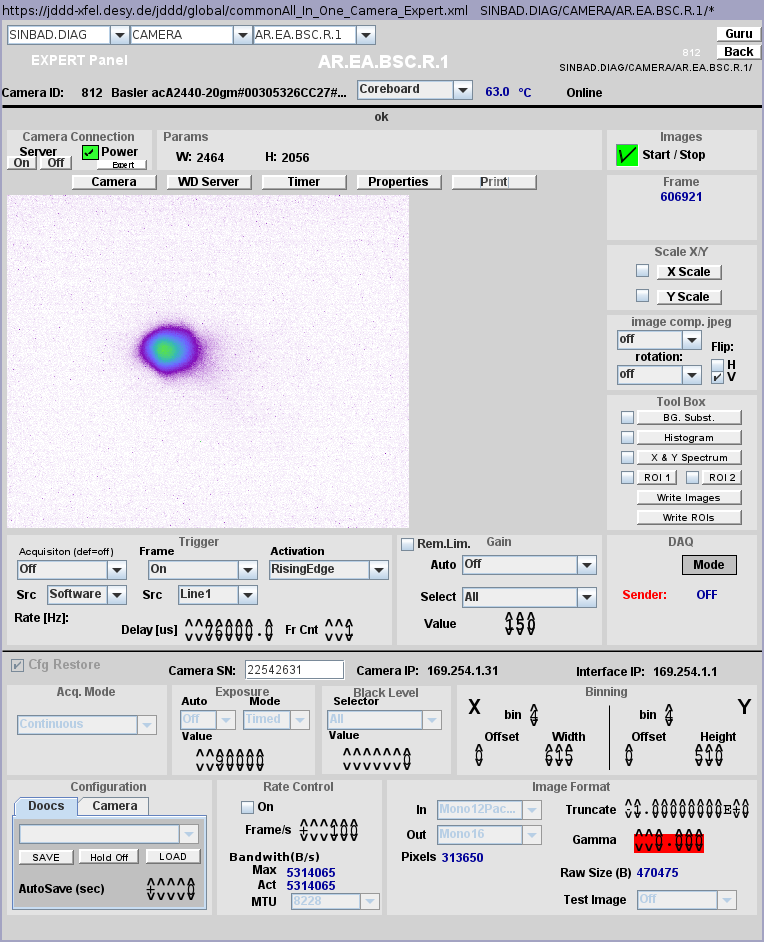 https://jddd-xfel.desy.de/jddd/global/commonAll_In_One_Camera_Expert.xml SINBAD.DIAG/CAMERA/AR.EA.BSC.R.1/*
SINBAD.DIAG CAMERA AR.EA.BSC.R.1 Guru
EXPERT Panel AR.EA.BSC.R.1 812 Back
SINBAD.DIAG/CAMERA/AR.EA.BSC.R.1/
Camera ID: 812 Basler acA2440-20gm#00305326CC27#... Coreboard 63.0 °C Online
ok
Camera Connection Params Images
Server Power
On Off Expert
W: 2464 H: 2056
Start / Stop
Camera WD Server Timer Properties Print
Frame
606921
Scale X/Y
X Scale
Y Scale
image comp. jpeg
off Flip:
rotation: H
off V
Tool Box
BG. Subst.
Histogram
X & Y Spectrum
ROI 1 ROI 2
Write Images
Write ROIs
Trigger
Acquisiton (def=off) Frame Activation
Off On RisingEdge
Src Software Src Line1
Rate [Hz]:
Delay [us] 76000.0 Fr Cnt 1
Rem.Lim. Gain
Auto Off
Select All
Value 150
DAQ
Mode
Sender: OFF
Cfg Restore Camera SN: 22542631 Camera IP: 169.254.1.31 Interface IP: 169.254.1.1
Acq. Mode
Continuous
Exposure
Auto Mode
Off Timed
Value
90000
Black Level
Selector
All
Value
0
Binning
X bin 4 bin 4 Y
Offset Width Offset Height
0 615 0 510
Configuration
Doocs Camera
SAVE Hold Off LOAD
AutoSave (sec) + 0
Rate Control
On
Frame/s + 100
Bandwith(B/s)
Max 5314065
Act 5314065
MTU 8228
Image Format
In Mono12Pac... Truncate -1.00000000E+0
Out Mono16 Gamma 0.000
Pixels 313650
Raw Size (B) 470475
Test Image Off